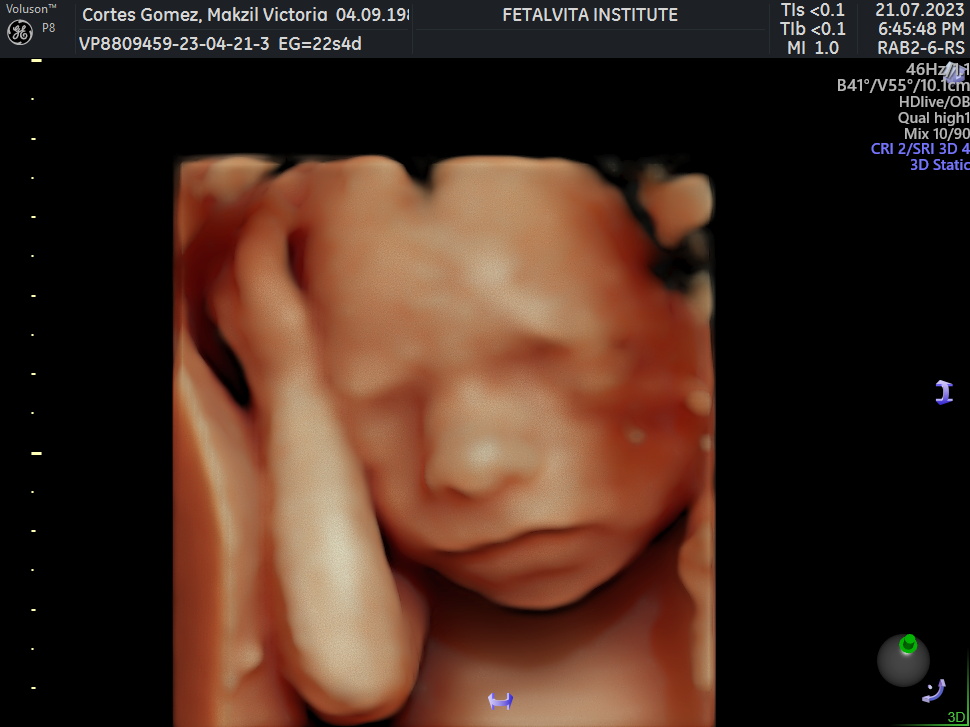 Voluson™
P8
Cortes Gomez, Makzil Victoria 04.09.198
VP8809459-23-04-21-3 EG=22s4d
FETALVITA INSTITUTE
TIs <0.1
TIb <0.1
MI 1.0
21.07.2023
6:45:48 PM
RAB2-6-RS
46Hz/
B41°/V55°/10.1cm
HDlive/OB
Qual high1
Mix 10/90
CRI 2/SRI 3D 4
3D Static
3D